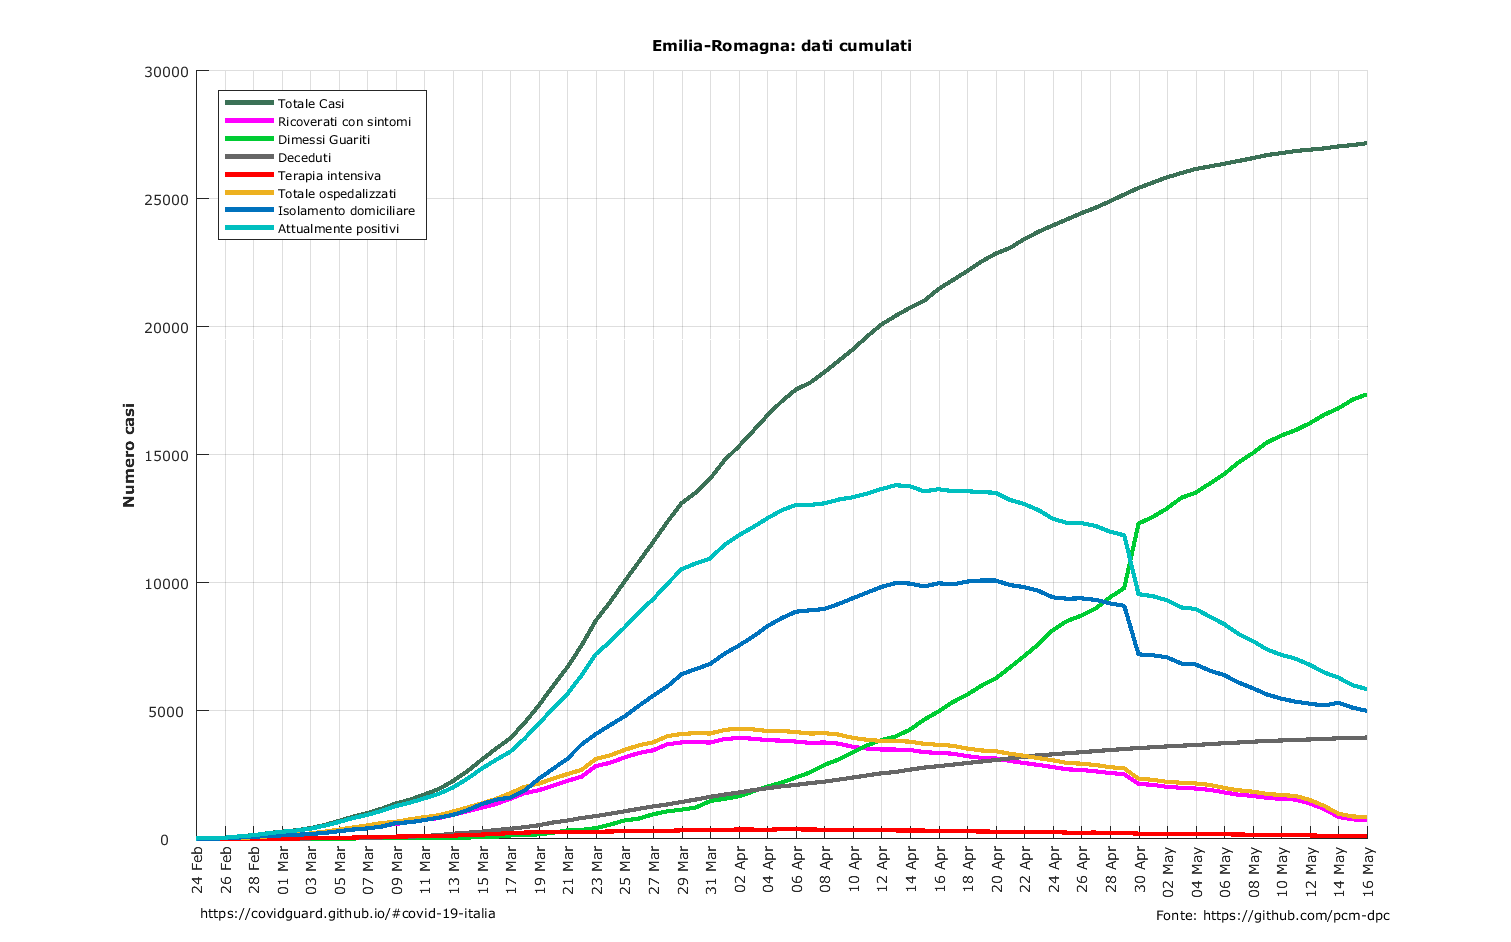 Emilia-Romagna: dati cumulati
30000
25000
20000
15000
10000
5000
0
Numero casi
Totale Casi
Ricoverati con sintomi
Dimessi Guariti
Deceduti
Terapia intensiva
Totale ospedalizzati
Isolamento domiciliare
Attualmente positivi
24 Feb
26 Feb
28 Feb
01 Mar
03 Mar
05 Mar
07 Mar
09 Mar
11 Mar
13 Mar
15 Mar
17 Mar
19 Mar
21 Mar
23 Mar
25 Mar
27 Mar
29 Mar
31 Mar
02 Apr
04 Apr
06 Apr
08 Apr
10 Apr
12 Apr
14 Apr
16 Apr
18 Apr
20 Apr
22 Apr
24 Apr
26 Apr
28 Apr
30 Apr
02 May
04 May
06 May
08 May
10 May
12 May
14 May
16 May
https://covidguard.github.io/#covid-19-italia
Fonte: https://github.com/pcm-dpc